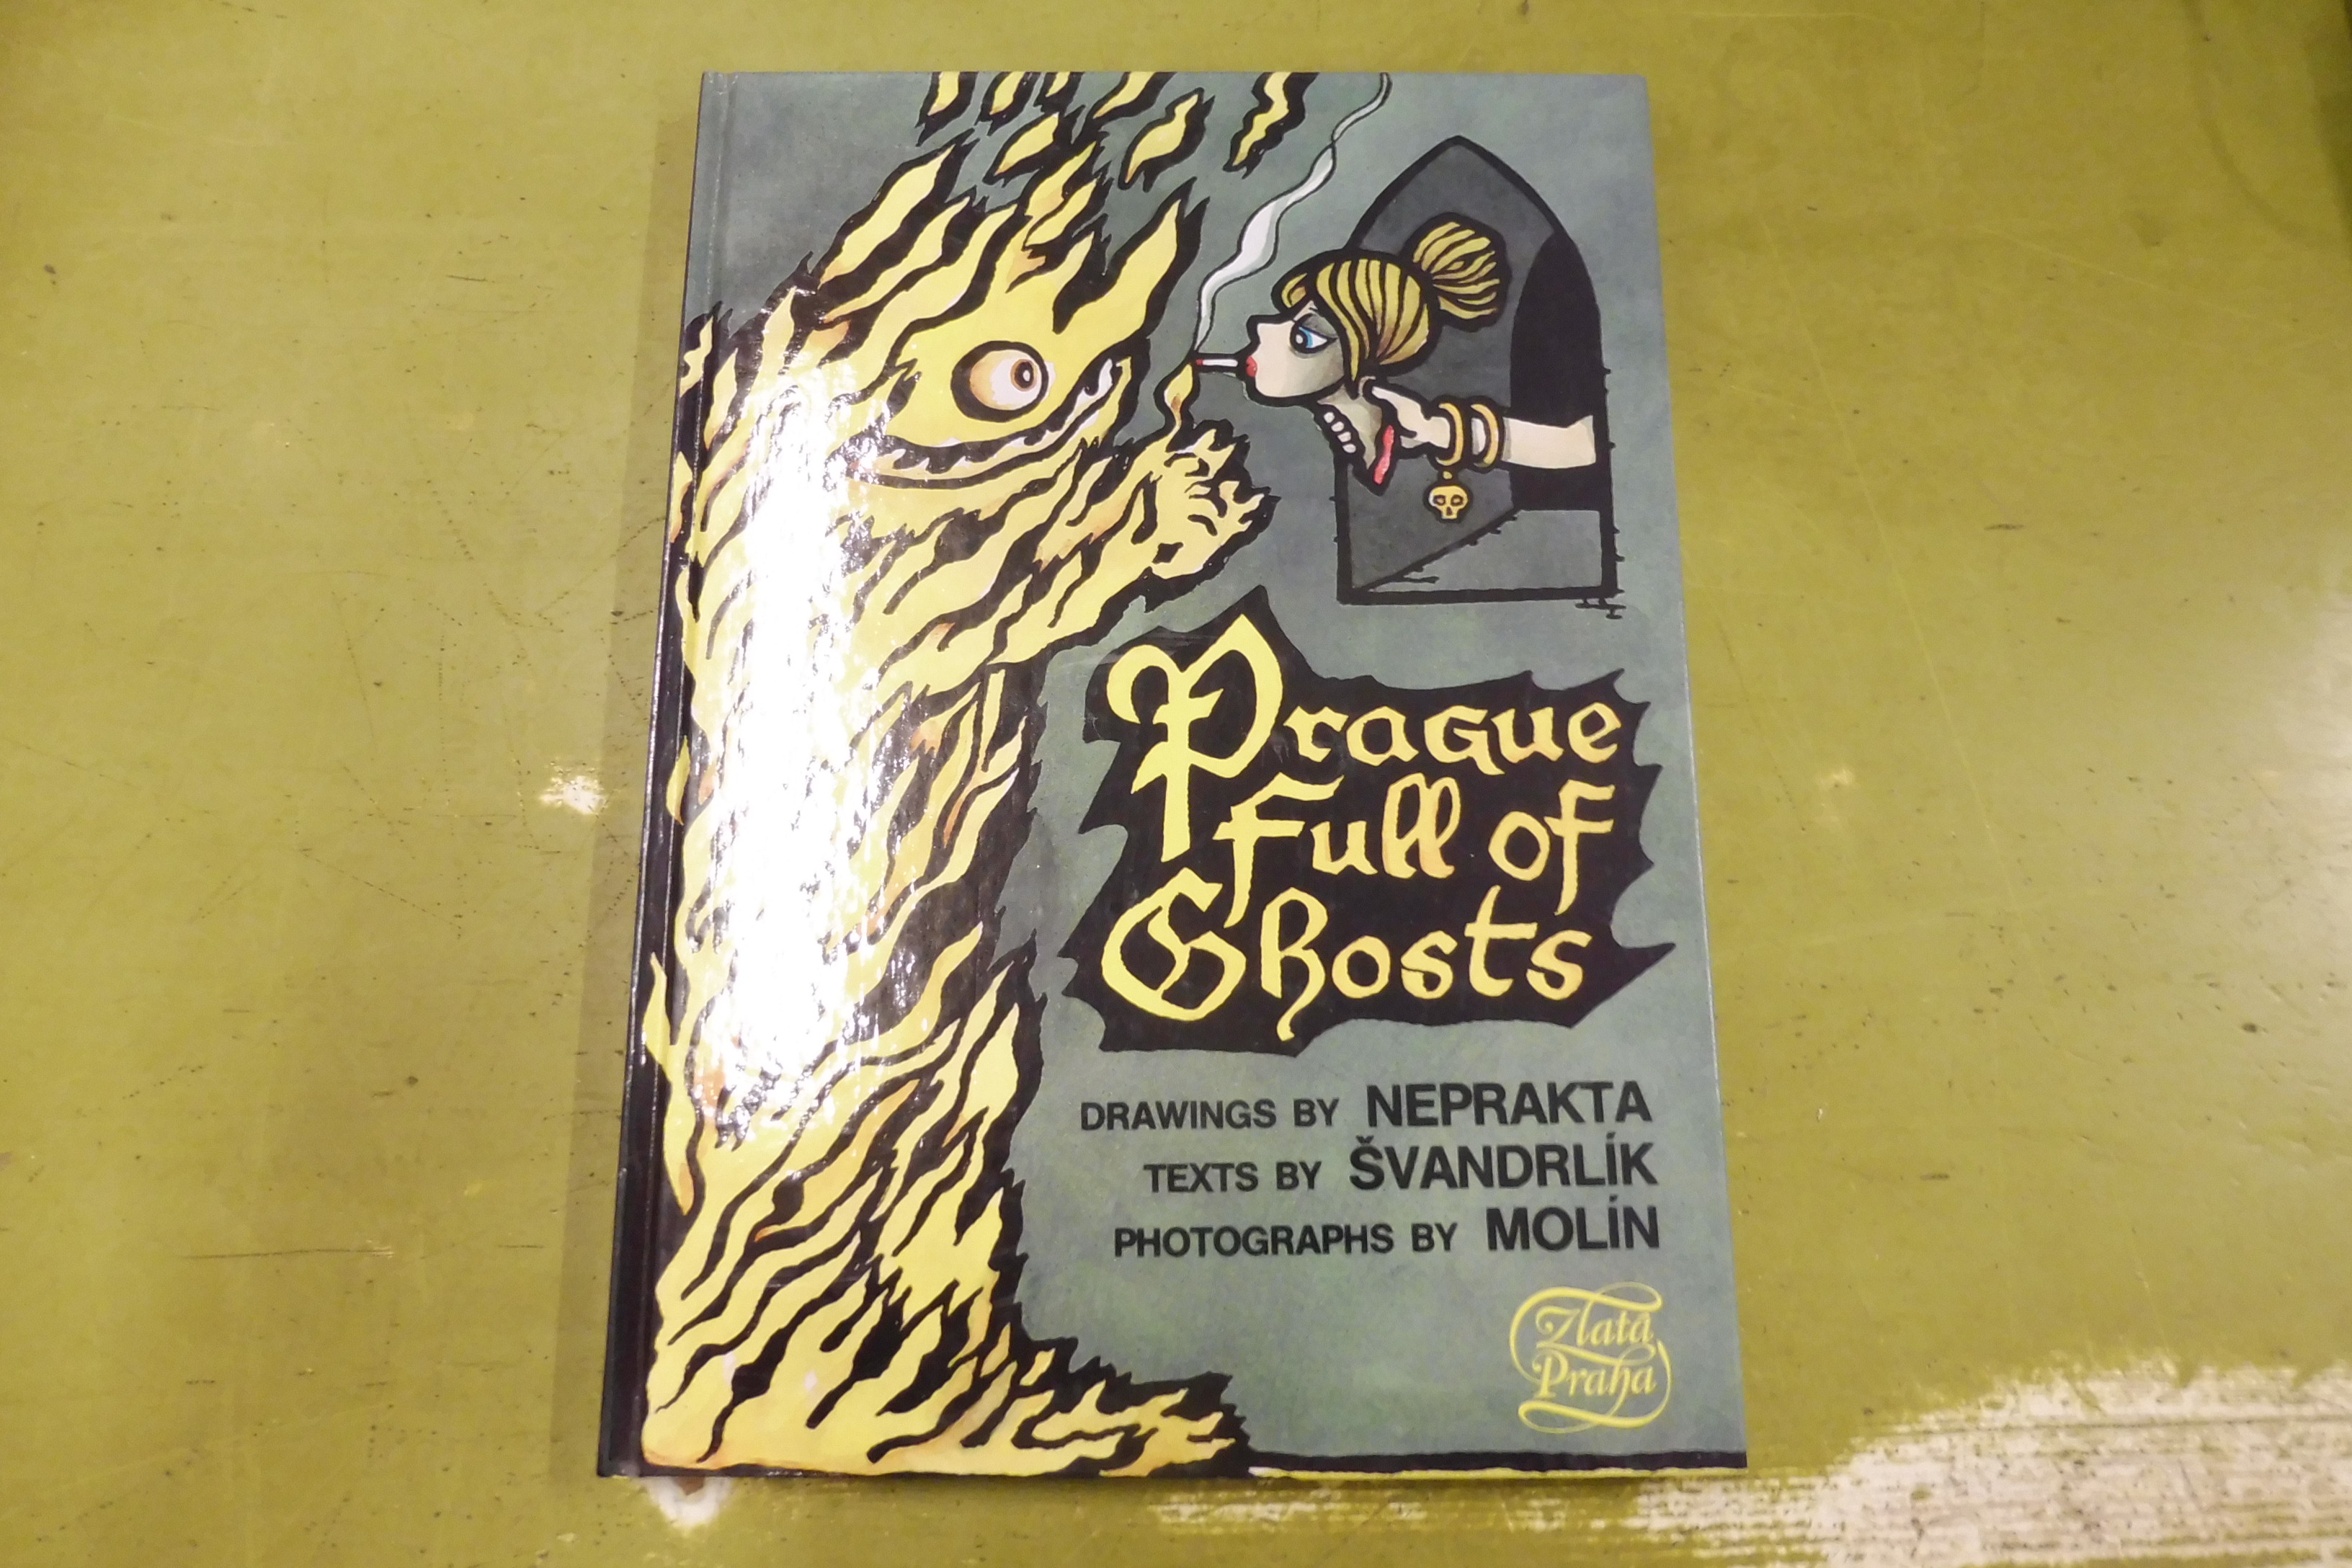 Prague
Full of
Ghosts
DRAWINGS BY NEPRAKTA
TEXTS BY ŠVANDRLÍK
PHOTOGRAPHS BY MOLÍN
Zlatá
Praha